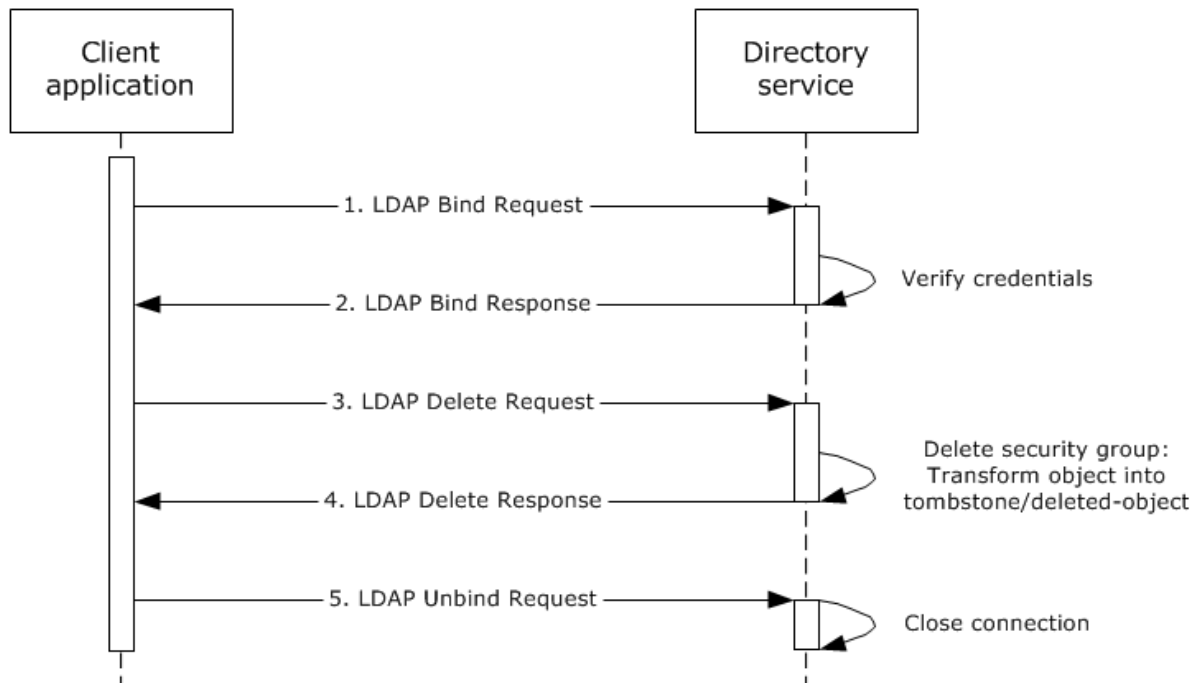 Client
application
Directory
service
1. LDAP Bind Request
Verify credentials
2. LDAP Bind Response
3. LDAP Delete Request
Delete security group:
Transform object into
tombstone/deleted-object
4. LDAP Delete Response
5. LDAP Unbind Request
Close connection